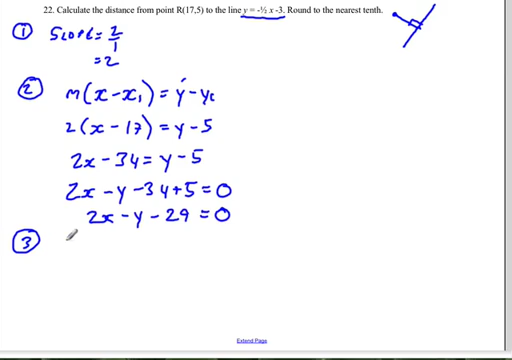 22. Calculate the distance from point R(17,5) to the line y = -½ x -3. Round to the nearest tenth.
① Slope = 2/1
= 2
② m(x-x₁) = y - y₁
2(x - 17) = y - 5
2x - 34 = y - 5
2x - y - 34 + 5 = 0
2x - y - 29 = 0
③
Extend Page